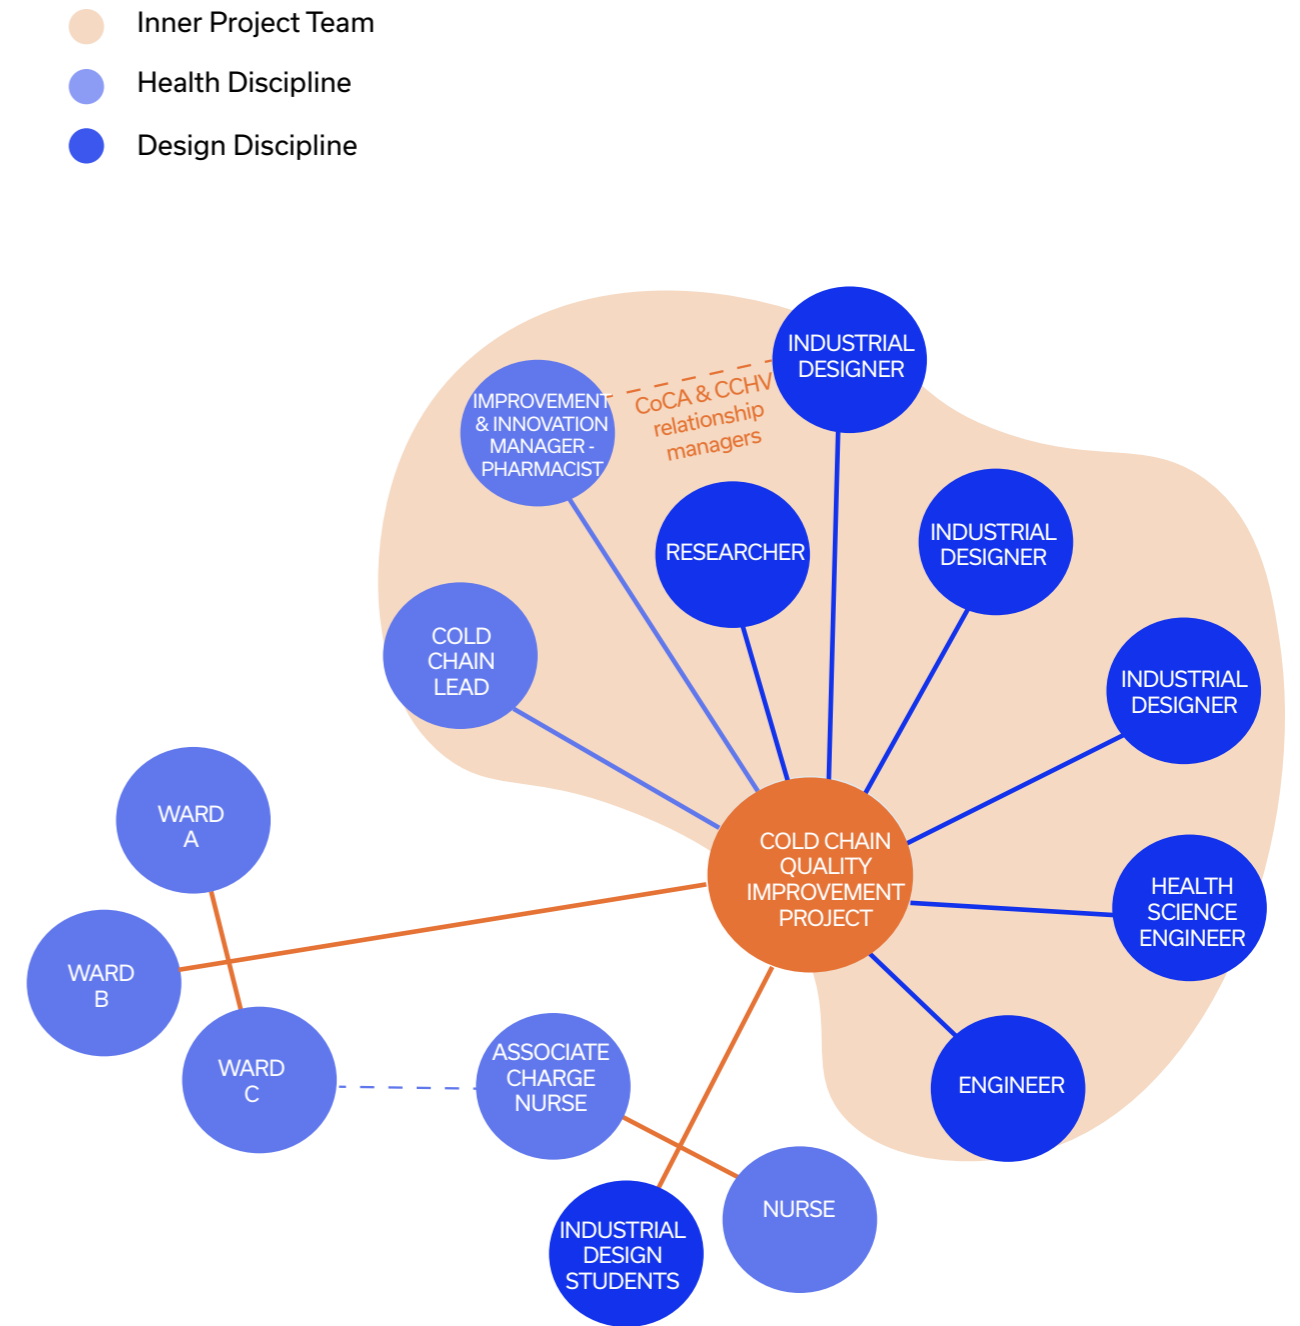 Inner Project Team
Health Discipline
Design Discipline
INDUSTRIAL
DESIGNER
IMPROVEMENT
& INNOVATION
MANAGER -
PHARMACIST
CoCA & CCHV
relationship
managers
RESEARCHER
INDUSTRIAL
DESIGNER
COLD
CHAIN
LEAD
INDUSTRIAL
DESIGNER
WARD
A
COLD CHAIN
QUALITY
IMPROVEMENT
PROJECT
HEALTH
SCIENCE
ENGINEER
WARD
B
WARD
C
ASSOCIATE
CHARGE
NURSE
ENGINEER
INDUSTRIAL
DESIGN
STUDENTS
NURSE